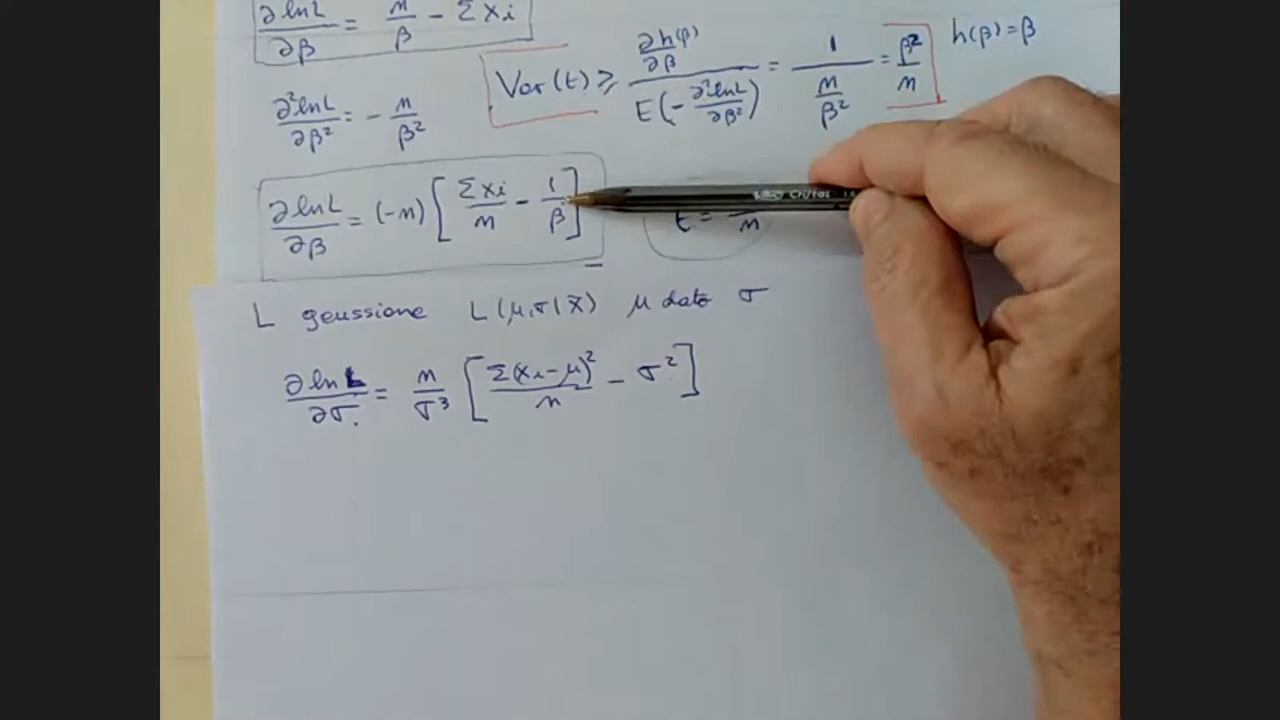 ∂lnL/∂β = n/β − Σxi
Var(t) ≥ (∂h(β)/∂β) / E(−∂²lnL/∂β²) = 1/(n/β²) = β²/n h(β)=β
∂²lnL/∂β² = − n/β²
∂lnL/∂β = (−n) [ Σxi/n − 1/β ]
t = n
L geussione L(μ,σ|x̄) μ dato σ
∂lnL/∂σ = n/σ³ [ Σ(xi−μ)²/n − σ² ]